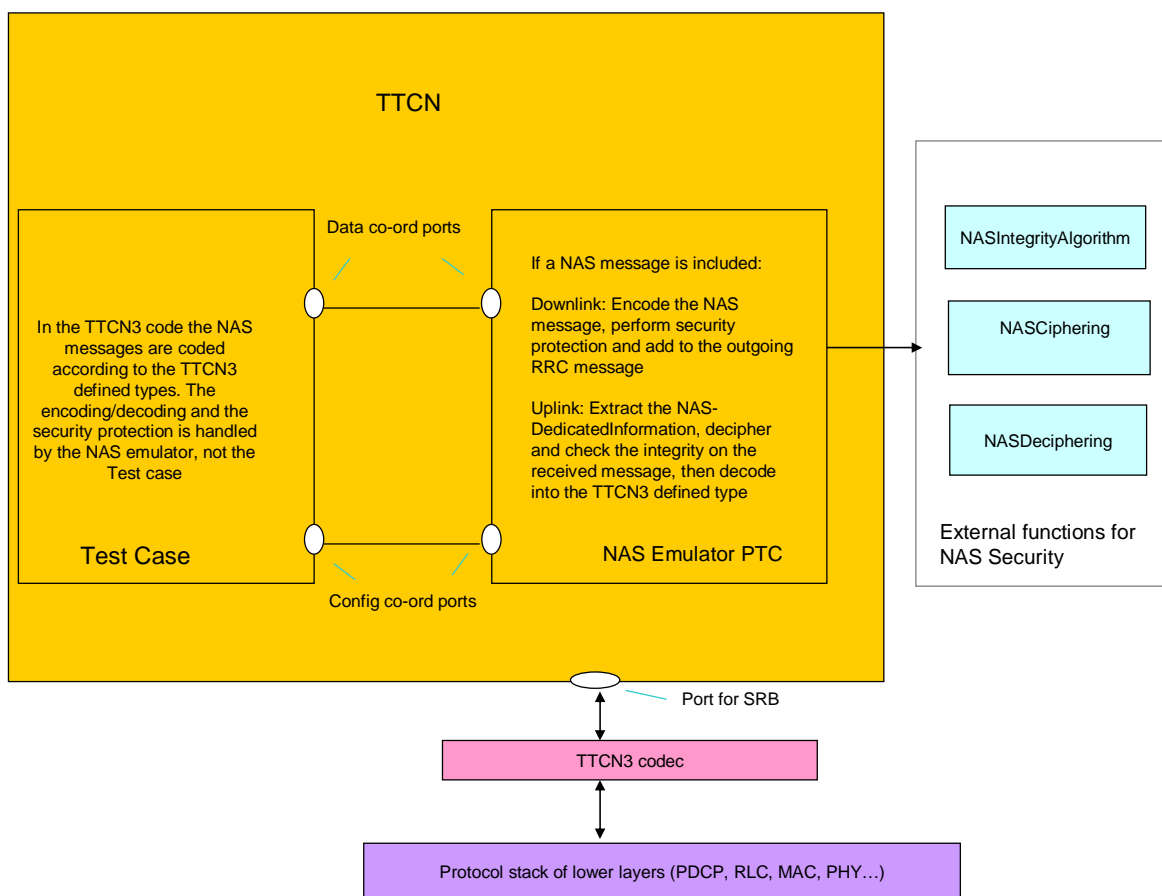 TTCN
Data co-ord ports
In the TTCN3 code the NAS
messages are coded
according to the TTCN3
defined types. The
encoding/decoding and the
security protection is handled
by the NAS emulator, not the
Test case
Test Case
If a NAS message is included:
Downlink: Encode the NAS
message, perform security
protection and add to the outgoing
RRC message
Uplink: Extract the NAS-
DedicatedInformation, decipher
and check the integrity on the
received message, then decode
into the TTCN3 defined type
NAS Emulator PTC
Config co-ord ports
NASIntegrityAlgorithm
NASCiphering
NASDeciphering
External functions for
NAS Security
Port for SRB
TTCN3 codec
Protocol stack of lower layers (PDCP, RLC, MAC, PHY…)